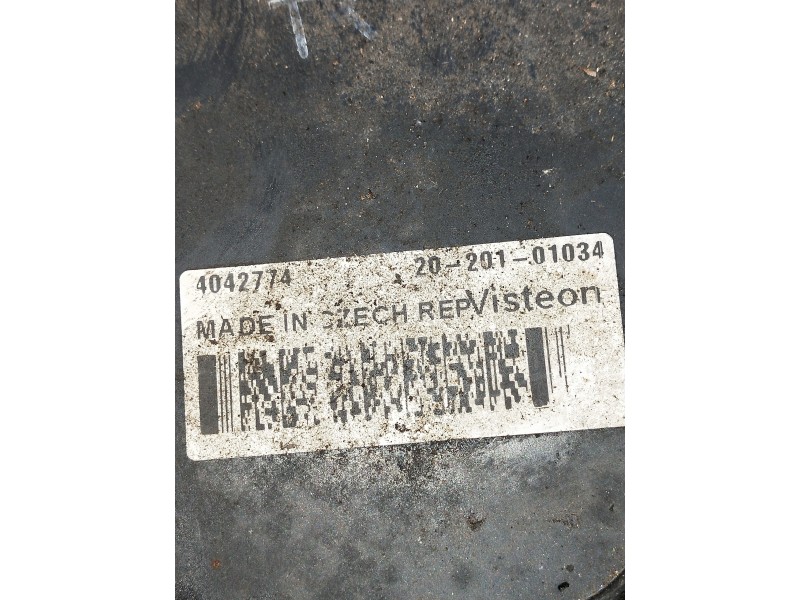 4042774 20-201-01034
MADE IN CZECH REP Visteon